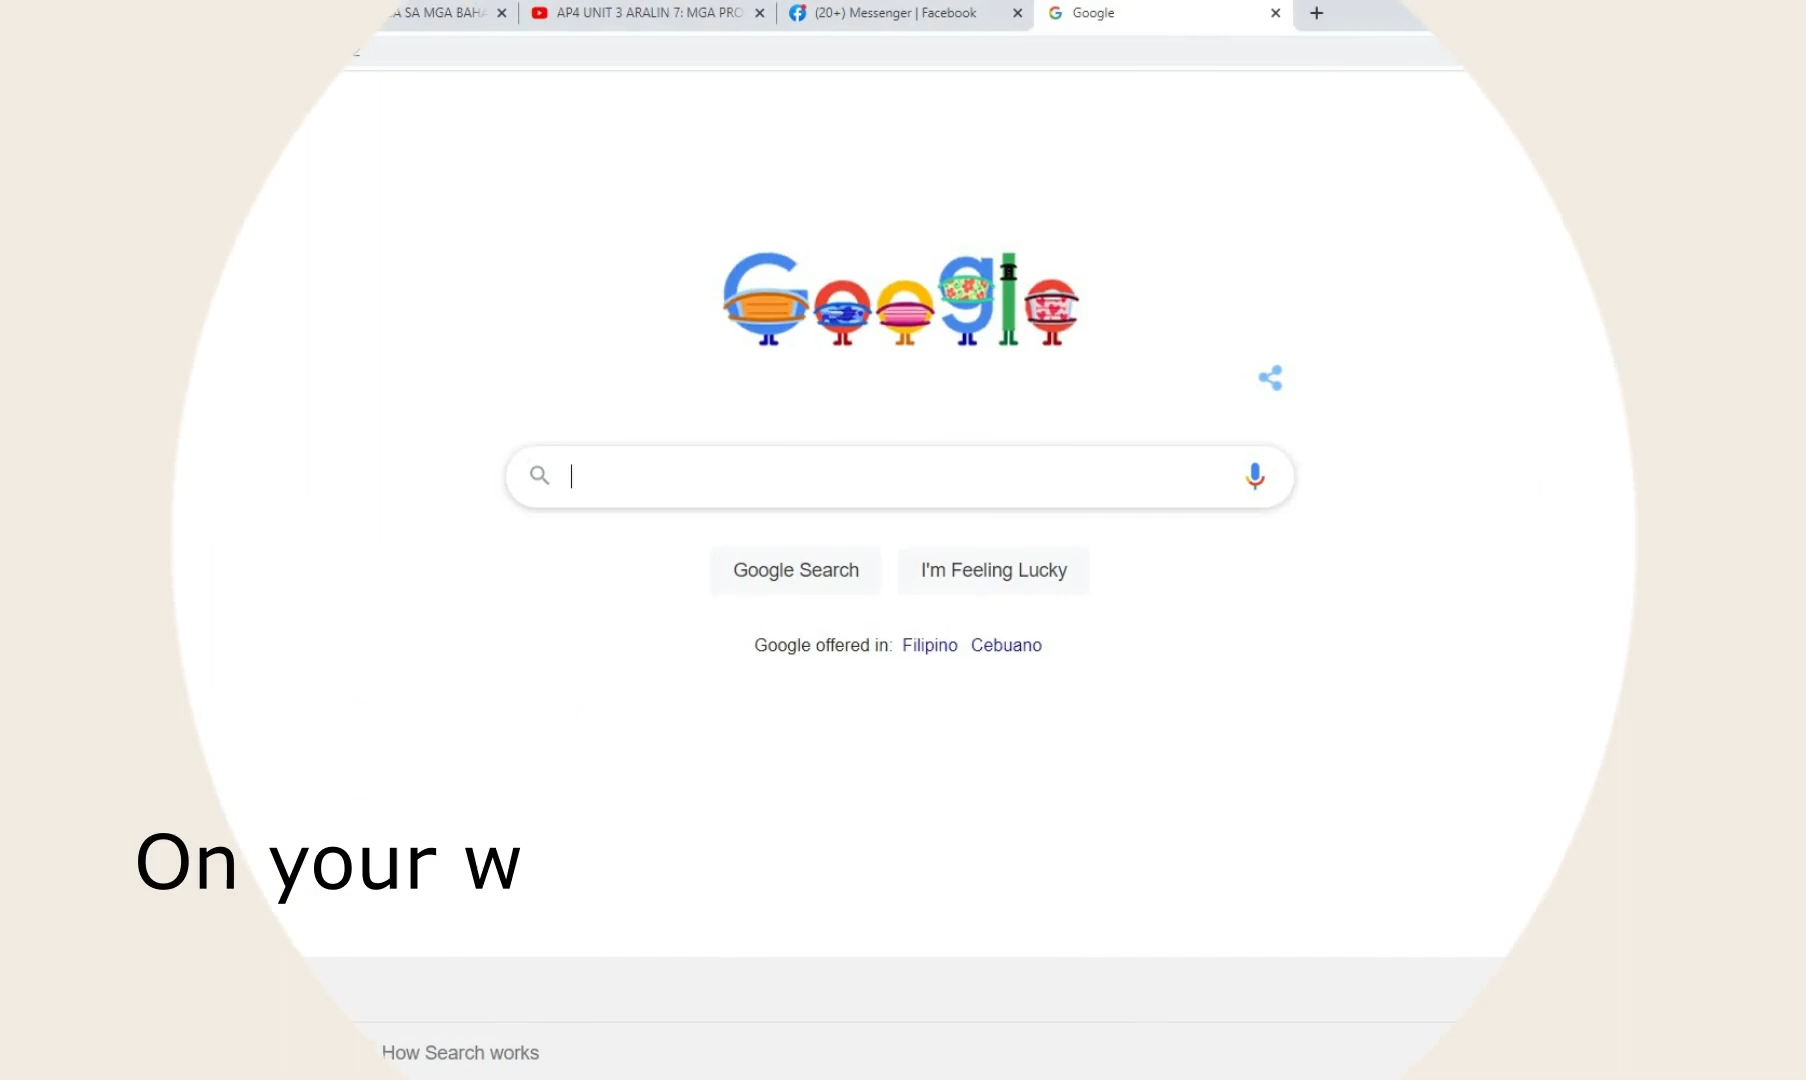 A SA MGA BAHA AP4 UNIT 3 ARALIN 7: MGA PRO (20+) Messenger | Facebook Google
Google
Google Search I'm Feeling Lucky
Google offered in: Filipino Cebuano
On your w
How Search works